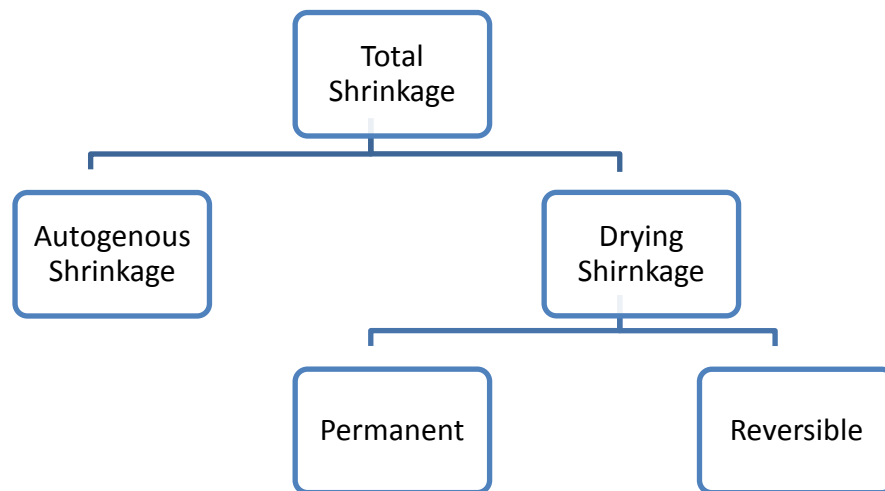 Total
Shrinkage
Autogenous
Shrinkage
Drying
Shirnkage
Permanent
Reversible